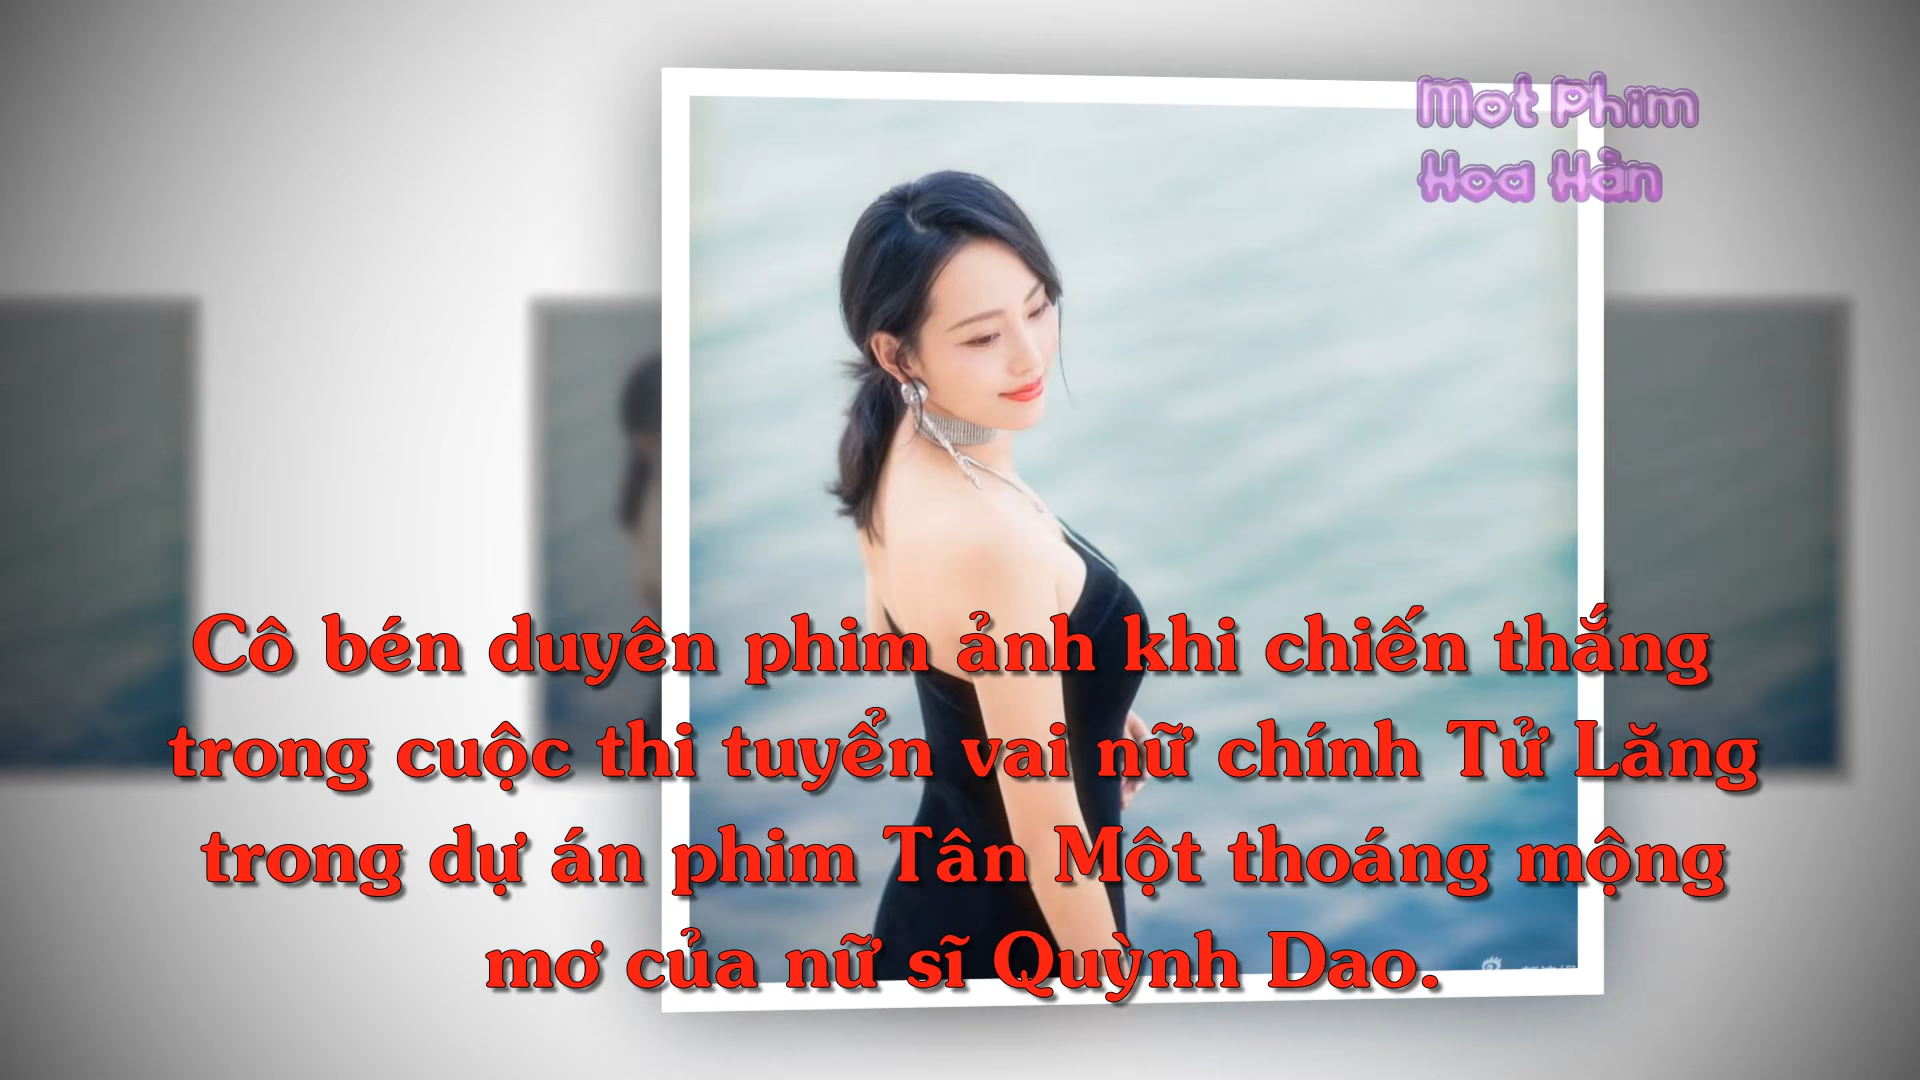 Mọt Phim
Hoa Hàn
Cô bén duyên phim ảnh khi chiến thắng
trong cuộc thi tuyển vai nữ chính Tử Lăng
trong dự án phim Tân Một thoáng mộng
mơ của nữ sĩ Quỳnh Dao.